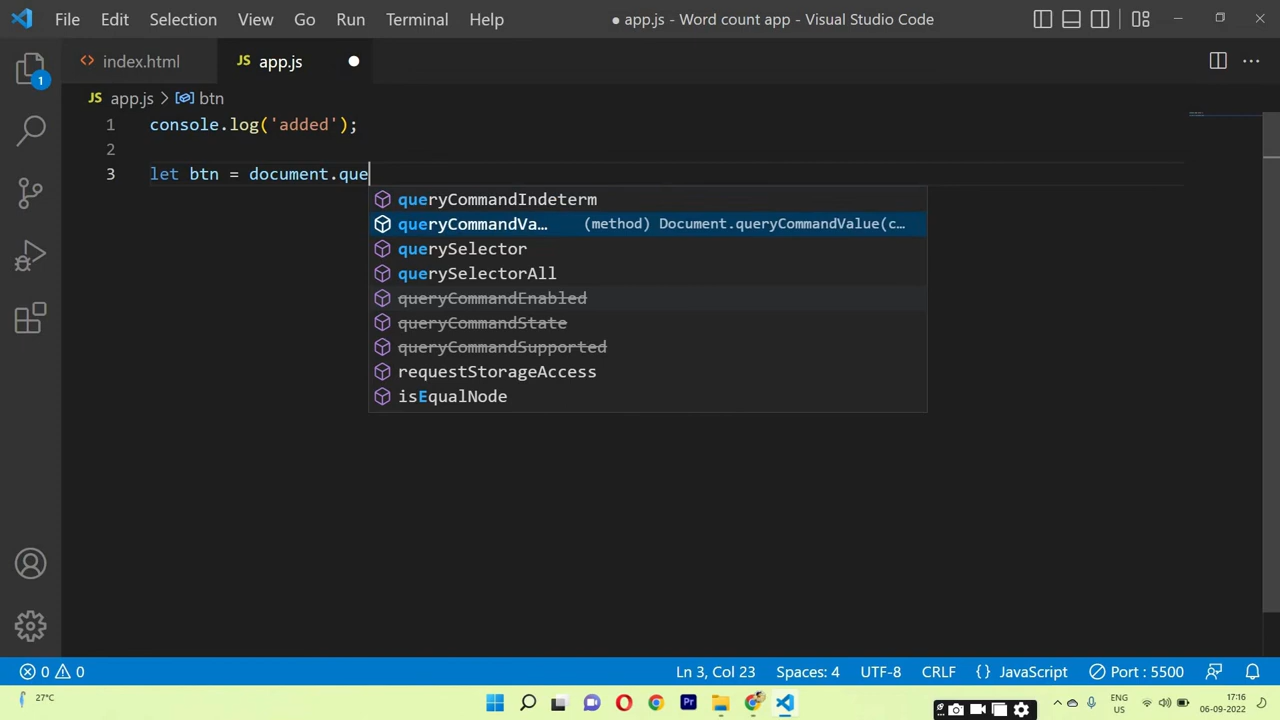 File Edit Selection View Go Run Terminal Help
● app.js - Word count app - Visual Studio Code
index.html
JS app.js
1
JS app.js > btn
1 console.log('added');
2
3 let btn = document.que
queryCommandIndeterm
queryCommandVa... (method) Document.queryCommandValue(c...
querySelector
querySelectorAll
queryCommandEnabled
queryCommandState
queryCommandSupported
requestStorageAccess
isEqualNode
0 0 Ln 3, Col 23 Spaces: 4 UTF-8 CRLF {} JavaScript Port : 5500
27°C
Pr
ENG
US
17:16
06-09-2022